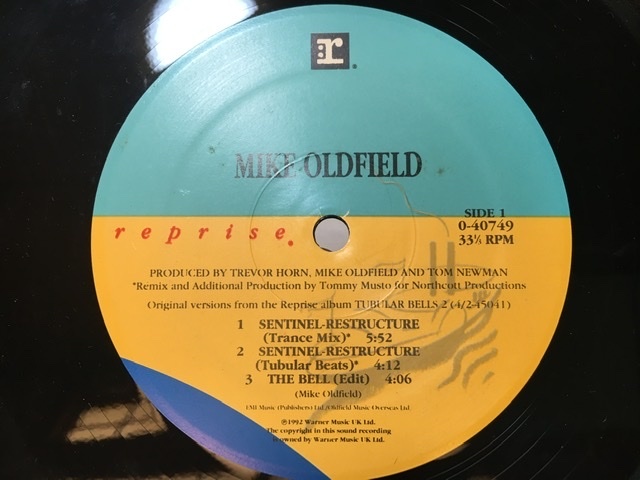 :r
MIKE OLDFIELD
SIDE 1
0-40749
reprise.
33⅓ RPM
PRODUCED BY TREVOR HORN, MIKE OLDFIELD AND TOM NEWMAN
*Remix and Additional Production by Tommy Musto for Northcott Productions
Original versions from the Reprise album TUBULAR BELLS 2 (4/2-45041)
1 SENTINEL-RESTRUCTURE
(Trance Mix)* 5:52
2 SENTINEL-RESTRUCTURE
(Tubular Beats)* 4:12
3 THE BELL (Edit) 4:06
(Mike Oldfield)
EMI Music (Publishers) Ltd./Oldfield Music Overseas Ltd.
℗1992 Warner Music UK Ltd.
The copyright in this sound recording
is owned by Warner Music UK Ltd.